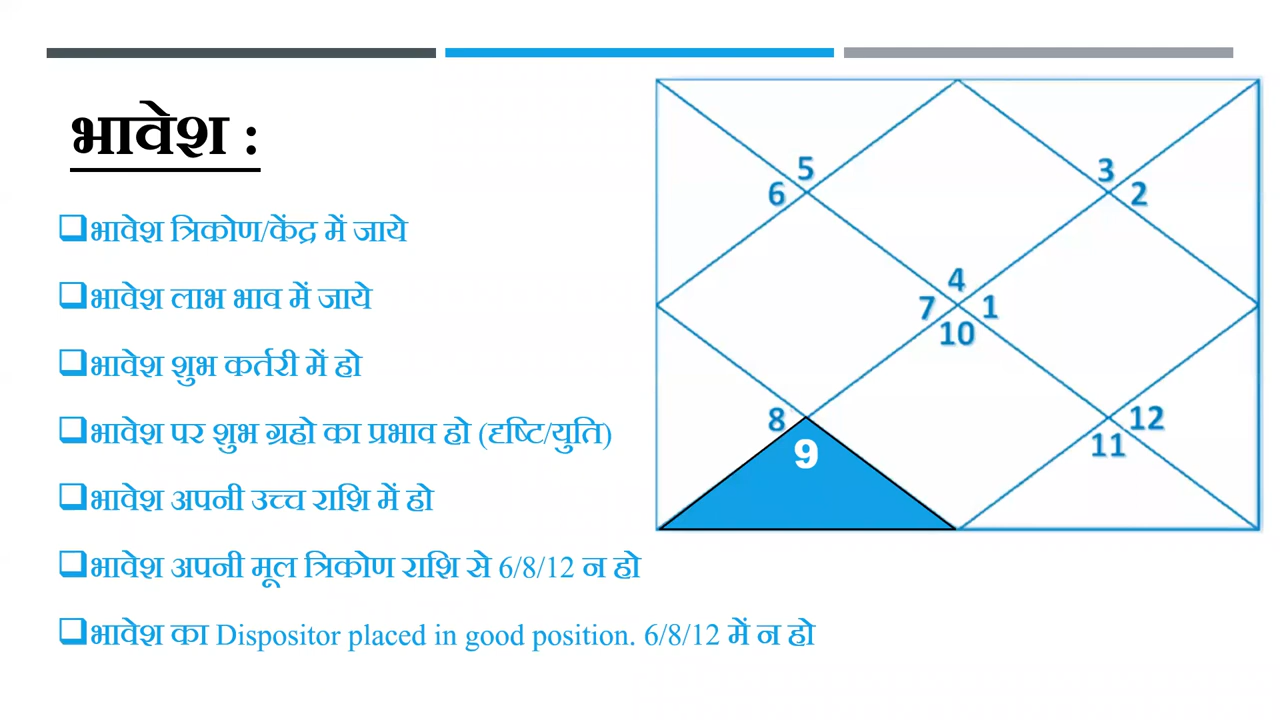 भावेश :
❑भावेश त्रिकोण/केंद्र में जाये
❑भावेश लाभ भाव में जाये
❑भावेश शुभ कर्तरी में हो
❑भावेश पर शुभ ग्रहो का प्रभाव हो (दृष्टि/युति)
❑भावेश अपनी उच्च राशि में हो
❑भावेश अपनी मूल त्रिकोण राशि से 6/8/12 न हो
❑भावेश का Dispositor placed in good position. 6/8/12 में न हो
5
3
6
2
4
7
1
10
8
12
9
11